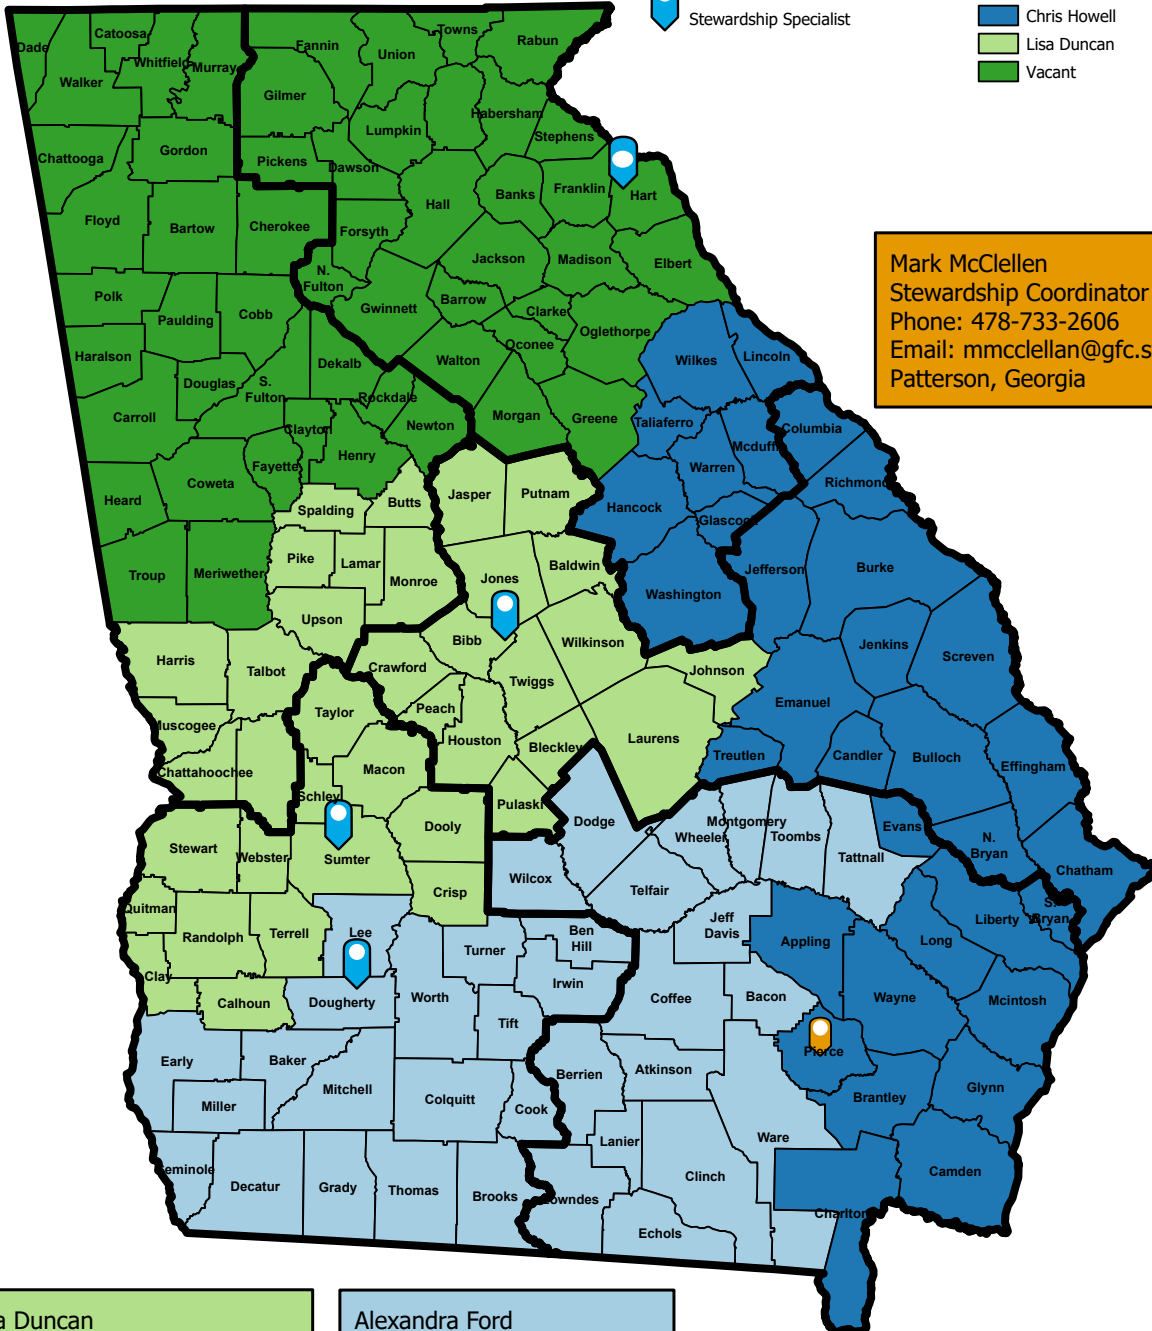 Stewardship Specialist
Chris Howell
Lisa Duncan
Vacant
Mark McClellen
Stewardship Coordinator
Phone: 478-733-2606
Email: mmcclellan@gfc.s
Patterson, Georgia
Dade
Catoosa
Whitfield
Murray
Walker
Fannin
Union
Towns
Rabun
Gilmer
Lumpkin
Habersham
Stephens
Chattooga
Gordon
Pickens
Dawson
Hall
Banks
Franklin
Hart
Floyd
Bartow
Cherokee
Forsyth
Jackson
Madison
Elbert
N.
Fulton
Polk
Paulding
Cobb
Gwinnett
Barrow
Clarke
Oconee
Oglethorpe
Haralson
Douglas
S.
Fulton
Dekalb
Rockdale
Walton
Wilkes
Lincoln
Carroll
Clayton
Newton
Morgan
Greene
Taliaferro
Mcduff
Columbia
Heard
Coweta
Fayette
Henry
Butts
Spalding
Jasper
Putnam
Hancock
Warren
Glascock
Richmond
Troup
Meriwether
Pike
Lamar
Monroe
Jones
Baldwin
Washington
Jefferson
Burke
Upson
Bibb
Wilkinson
Jenkins
Screven
Harris
Talbot
Crawford
Twiggs
Johnson
Emanuel
Muscogee
Taylor
Peach
Houston
Bleckley
Laurens
Treutlen
Candler
Bulloch
Effingham
Chattahoochee
Macon
Schley
Pulaski
Dodge
Wheeler
Montgomery
Toombs
Tattnall
Evans
N.
Bryan
Chatham
Stewart
Webster
Sumter
Dooly
Crisp
Wilcox
Telfair
Jeff
Davis
Appling
Long
Liberty
S.
Bryan
Quitman
Randolph
Terrell
Lee
Turner
Ben
Hill
Irwin
Clay
Calhoun
Dougherty
Worth
Tift
Coffee
Bacon
Wayne
Mcintosh
Pierce
Early
Baker
Miller
Mitchell
Colquitt
Cook
Berrien
Atkinson
Brantley
Glynn
Lanier
Ware
Clinch
Camden
Charlton
eminole
Decatur
Grady
Thomas
Brooks
owndes
Echols
a Duncan
Alexandra Ford